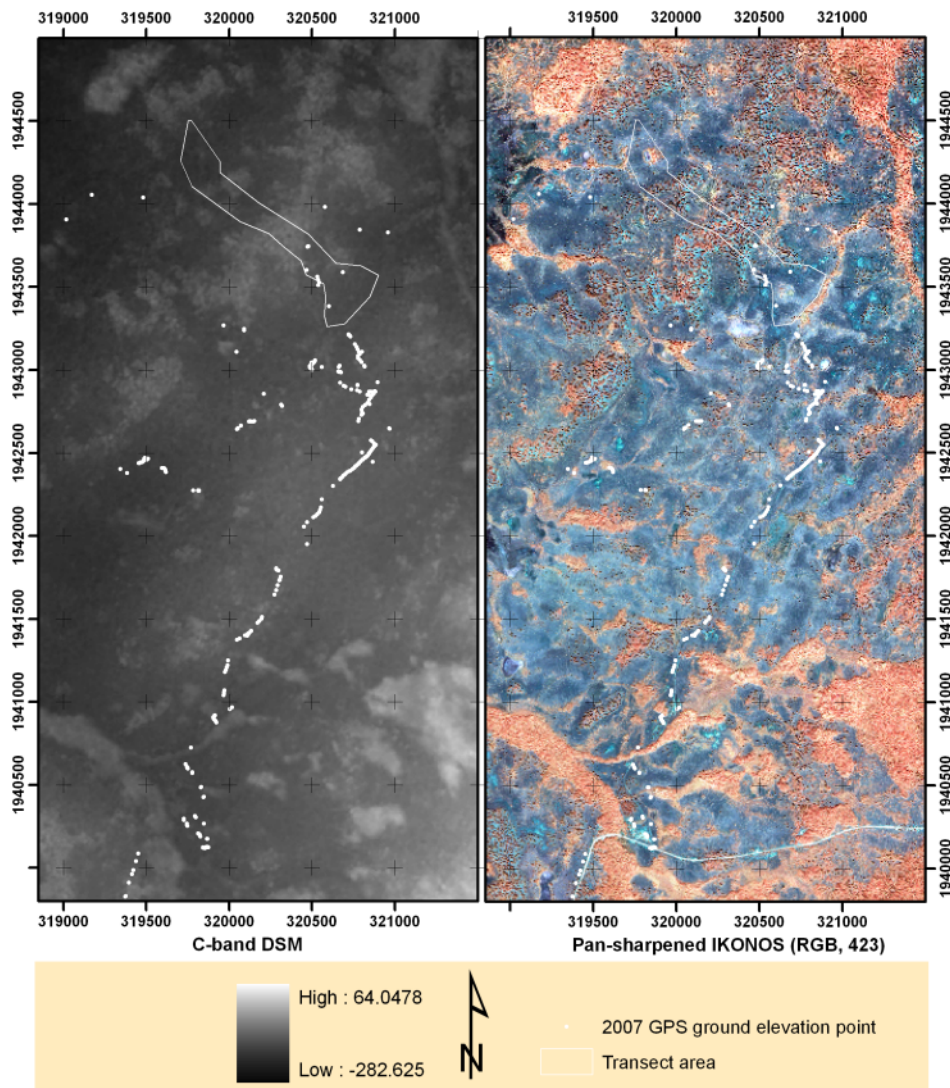 319000 319500 320000 320500 321000 319500 320000 320500 321000
1944500 1944500
1944000 1944000
1943500 1943500
1943000 1943000
1942500 1942500
1942000 1942000
1941500 1941500
1941000 1941000
1940500 1940500
1940000
319000 319500 320000 320500 321000 319500 320000 320500 321000
C-band DSM
Pan-sharpened IKONOS (RGB, 423)
High : 64.0478
Low : -282.625
N
2007 GPS ground elevation point
Transect area